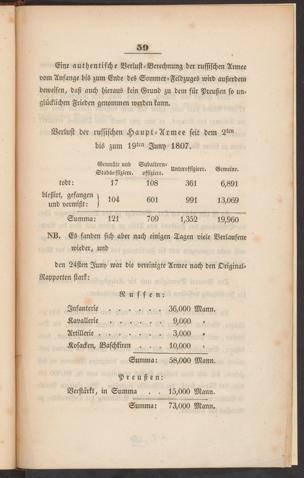 59
Eine authentische Verlust-Berechnung der russischen Armee
vom Anfange bis zum Ende des Sommer-Feldzuges wird außerdem
beweisen, daß auch hieraus kein Grund zu dem für Preußen so un-
glücklichen Frieden genommen werden kann.
Verlust der russischen Haupt-Armee seit dem 2ten
bis zum 19ten Juny 1807.
Generäle und Stabsoffiziere. Subaltern-offiziere. Unteroffiziere. Gemeine.
todt: 17 108 361 6,891
blessirt, gefangen
und vermißt: } 104 601 991 13,069
Summa: 121 709 1,352 19,960
NB. Es fanden sich aber nach einigen Tagen viele Verlaufene
wieder, und
den 24sten Juny war die vereinigte Armee nach den Original-
Rapporten stark:
Russen:
Infanterie . . . . . . 36,000 Mann.
Kavallerie . . . . . . 9,000 „
Artillerie . . . . . . 3,000 „
Kosacken, Baschkiren . . . 10,000 „
Summa: 58,000 Mann.
Preußen:
Verstärkt, in Summa . . 15,000 Mann.
Summa: 73,000 Mann.